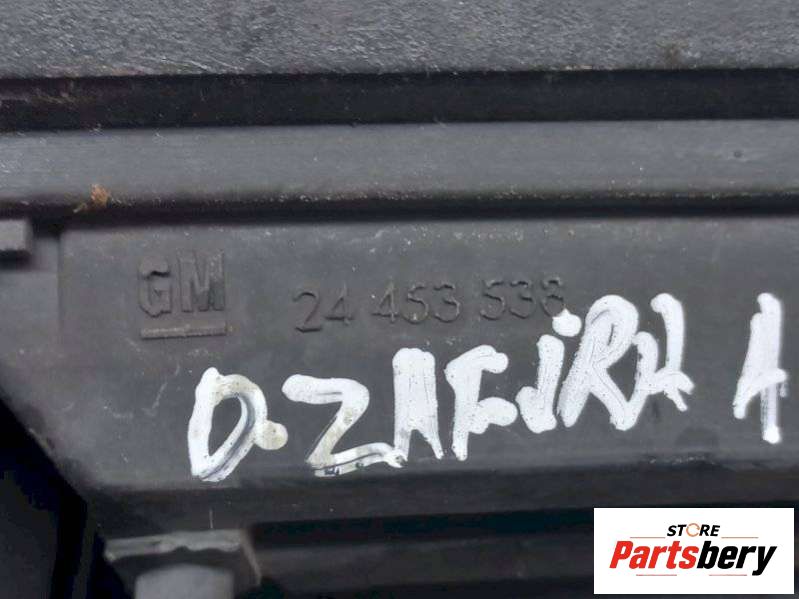 GM 24 453 538
O.ZAFiRA A
STORE
Partsbery